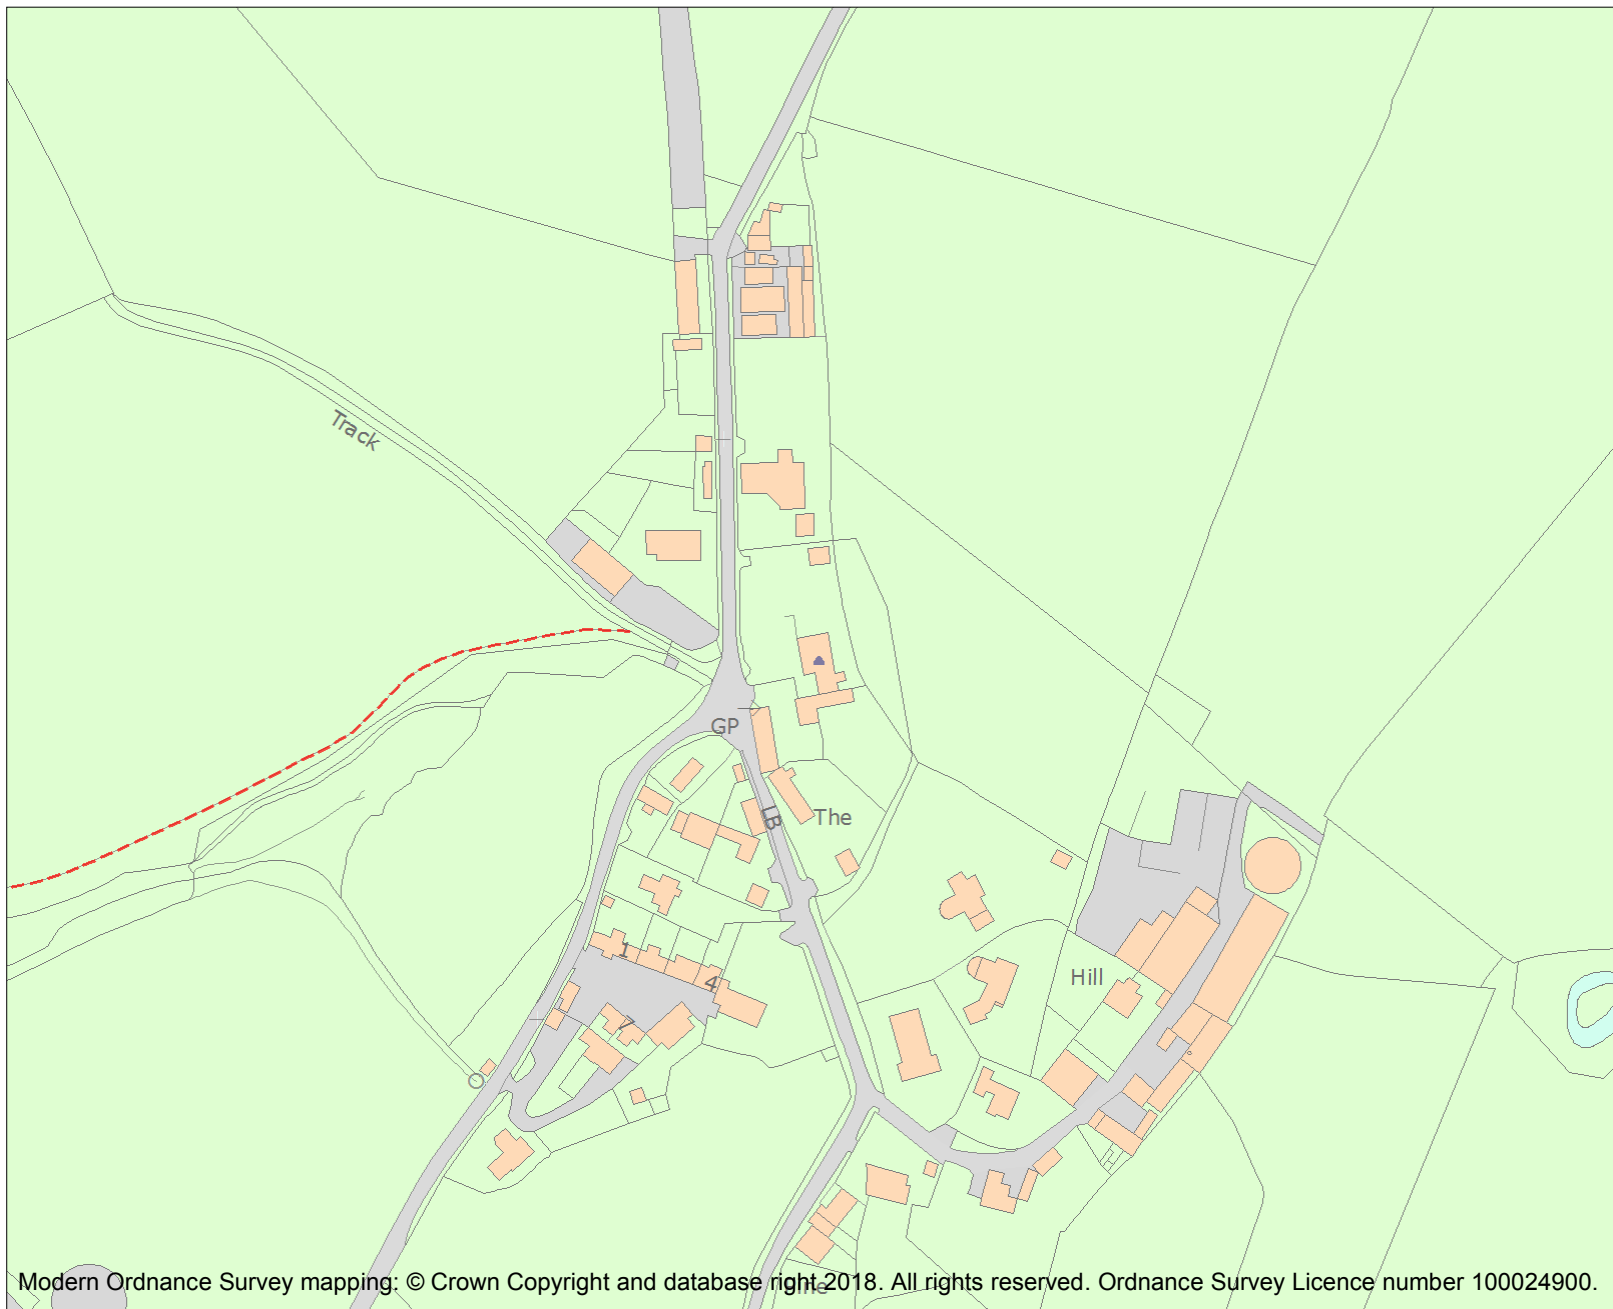 Track
GP
LB
The
1
4
Hill
7
Modern Ordnance Survey mapping: © Crown Copyright and database right 2018. All rights reserved. Ordnance Survey Licence number 100024900.